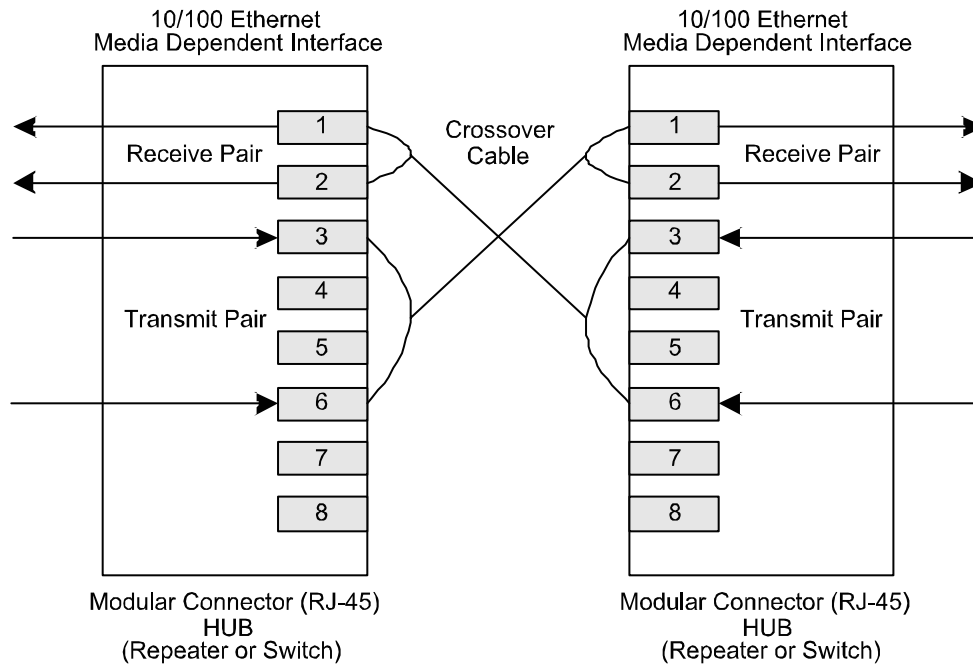 10/100 Ethernet
Media Dependent Interface
10/100 Ethernet
Media Dependent Interface
1
Receive Pair
2
3
4
Transmit Pair
5
6
7
8
Crossover
Cable
1
Receive Pair
2
3
4
Transmit Pair
5
6
7
8
Modular Connector (RJ-45)
HUB
(Repeater or Switch)
Modular Connector (RJ-45)
HUB
(Repeater or Switch)